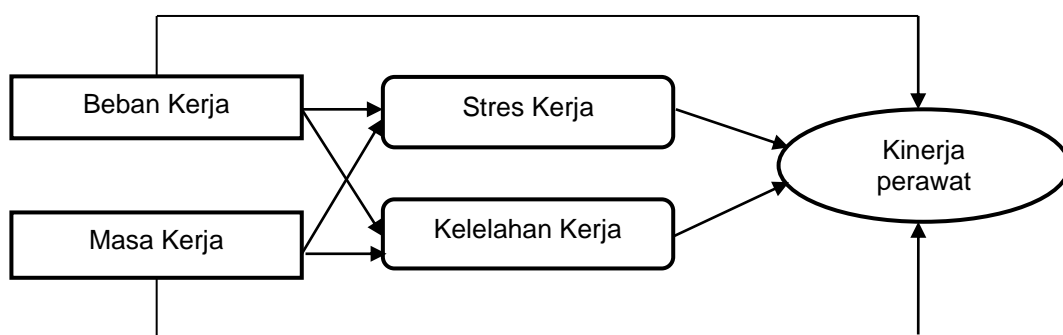 Beban Kerja
Stres Kerja
Kinerja
perawat
Masa Kerja
Kelelahan Kerja